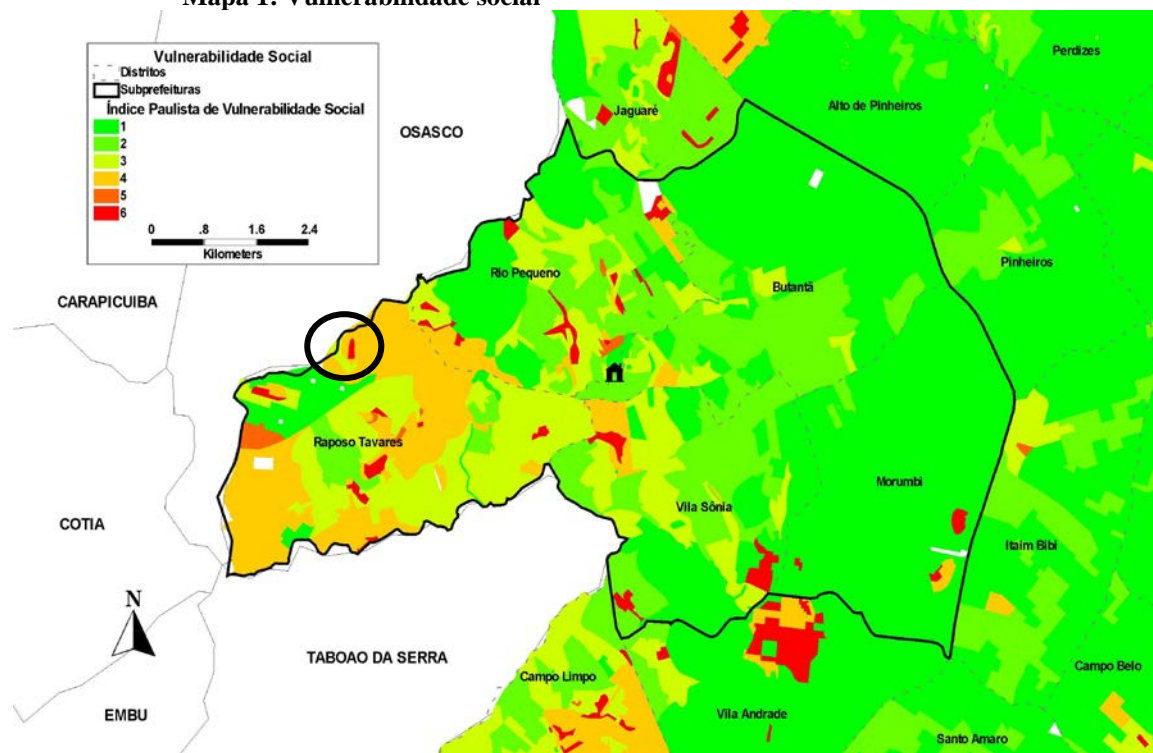 Mapa 1: Vulnerabilidade social
Vulnerabilidade Social
Distritos
Subprefeituras
Índice Paulista de Vulnerabilidade Social
1
2
3
4
5
6
0 .8 1.6 2.4
Kilometers
Perdizes
Alto de Pinheiros
Jaguaré
OSASCO
Pinheiros
Rio Pequeno
Butantã
CARAPICUIBA
Raposo Tavares
Morumbi
Vila Sônia
COTIA
Itaim Bibi
N
TABOAO DA SERRA
Campo Limpo
Campo Belo
EMBU
Vila Andrade
Santo Amaro